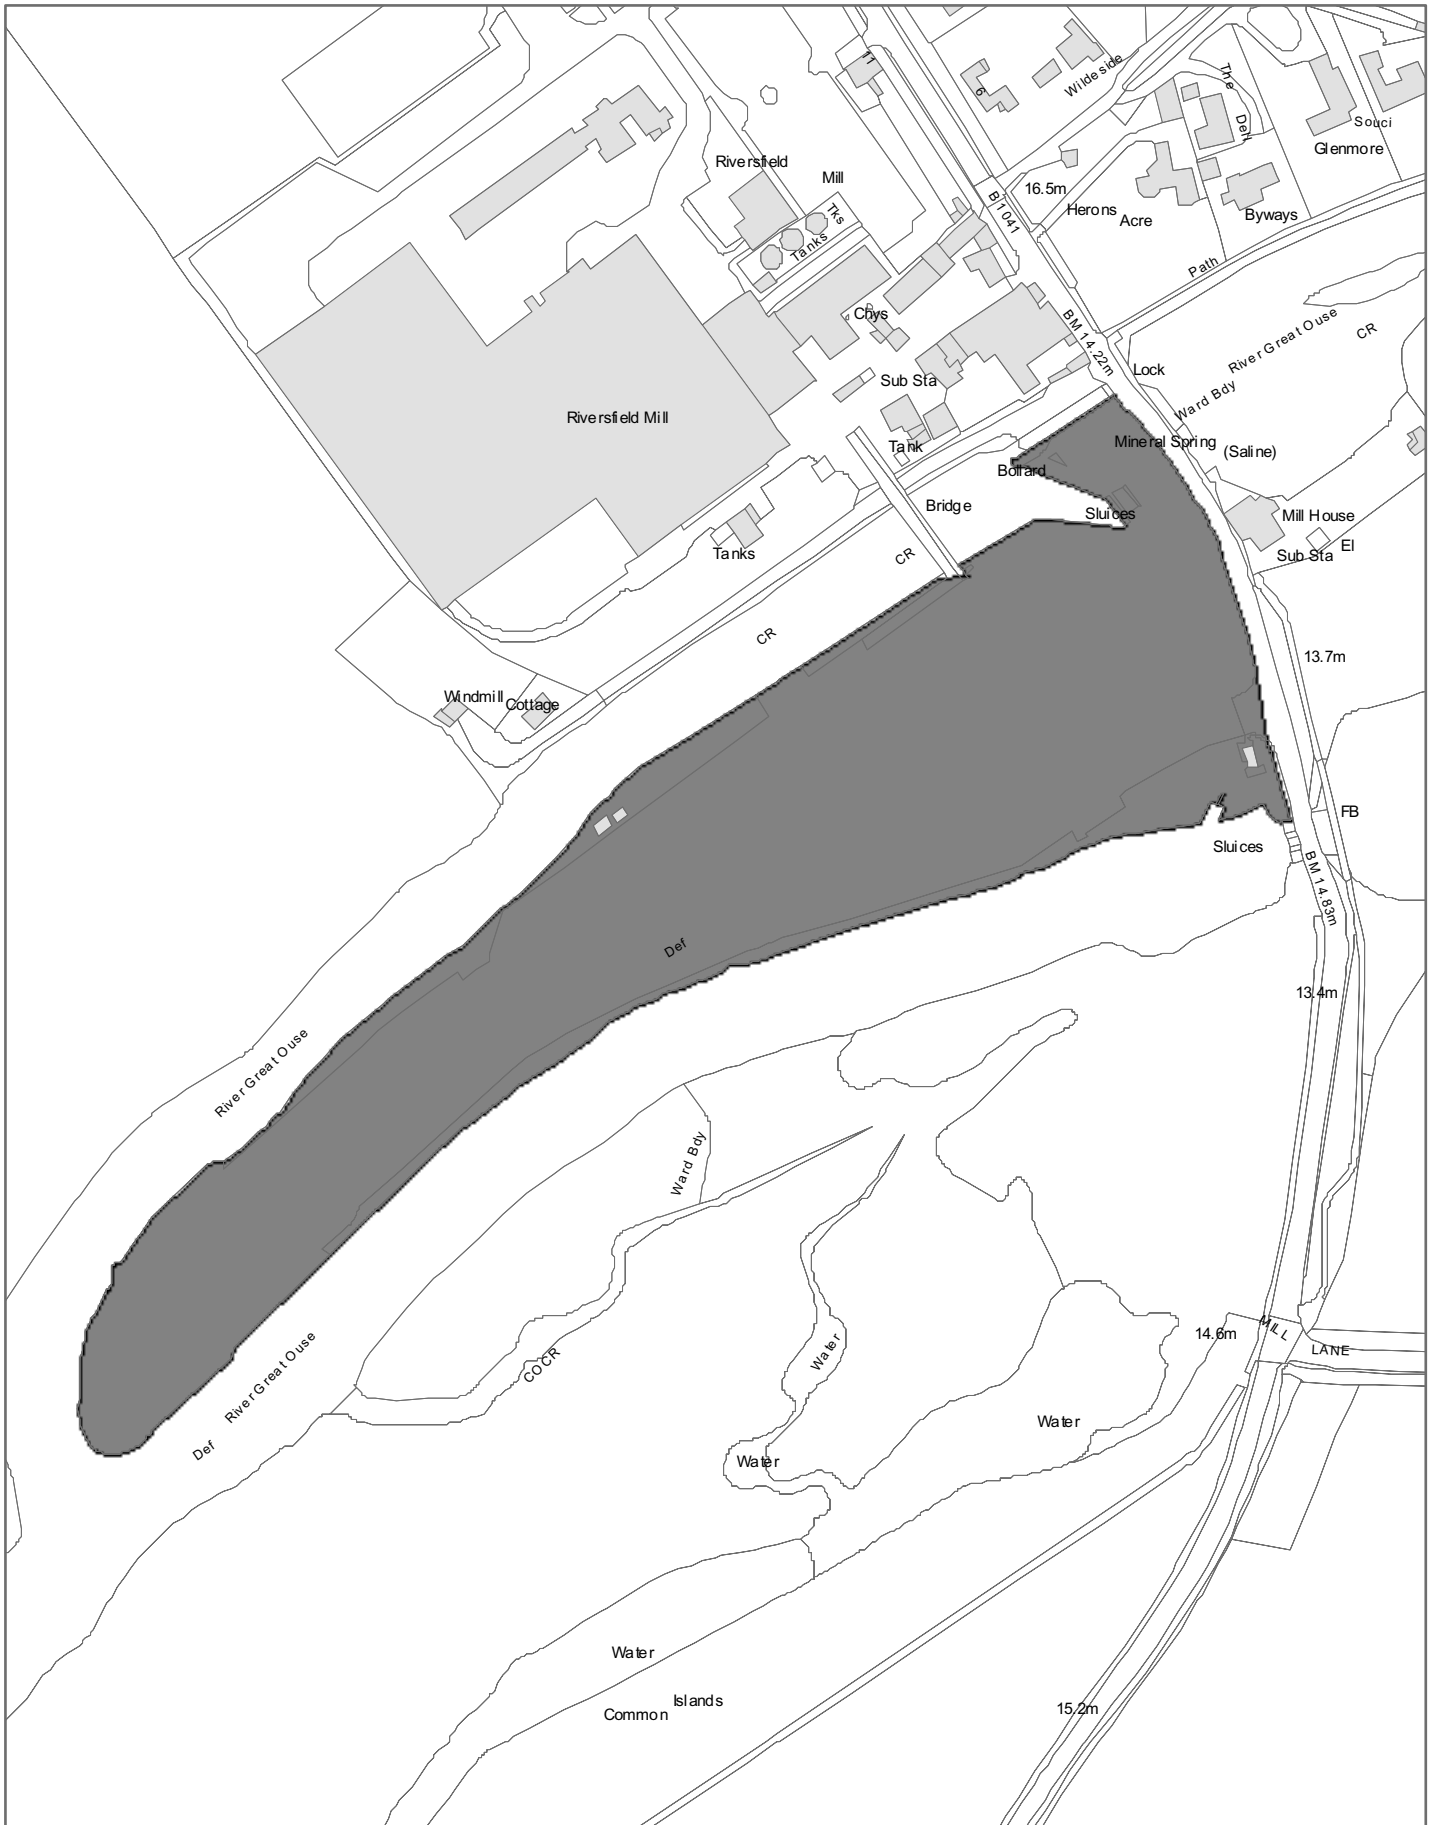 11
6
Wildeside
The
Dell
Souci
Glenmore
Riversfield
Mill
16.5m
Herons
Acre
Byways
B1041
Tks
Tanks
Path
Chys
BM 14.22m
River Great Ouse
CR
Lock
Sub Sta
Ward Bdy
Riversfield Mill
Mineral Spring
(Saline)
Tank
Bollard
Bridge
Sluices
Mill House
El
Sub Sta
Tanks
CR
CR
13.7m
Windmill
Cottage
FB
Sluices
BM 14.83m
Def
13.4m
River Great Ouse
Ward Bdy
14.6m
MILL
LANE
River Great Ouse
COCR
Water
Def
Water
Water
Water
Islands
Common
15.2m